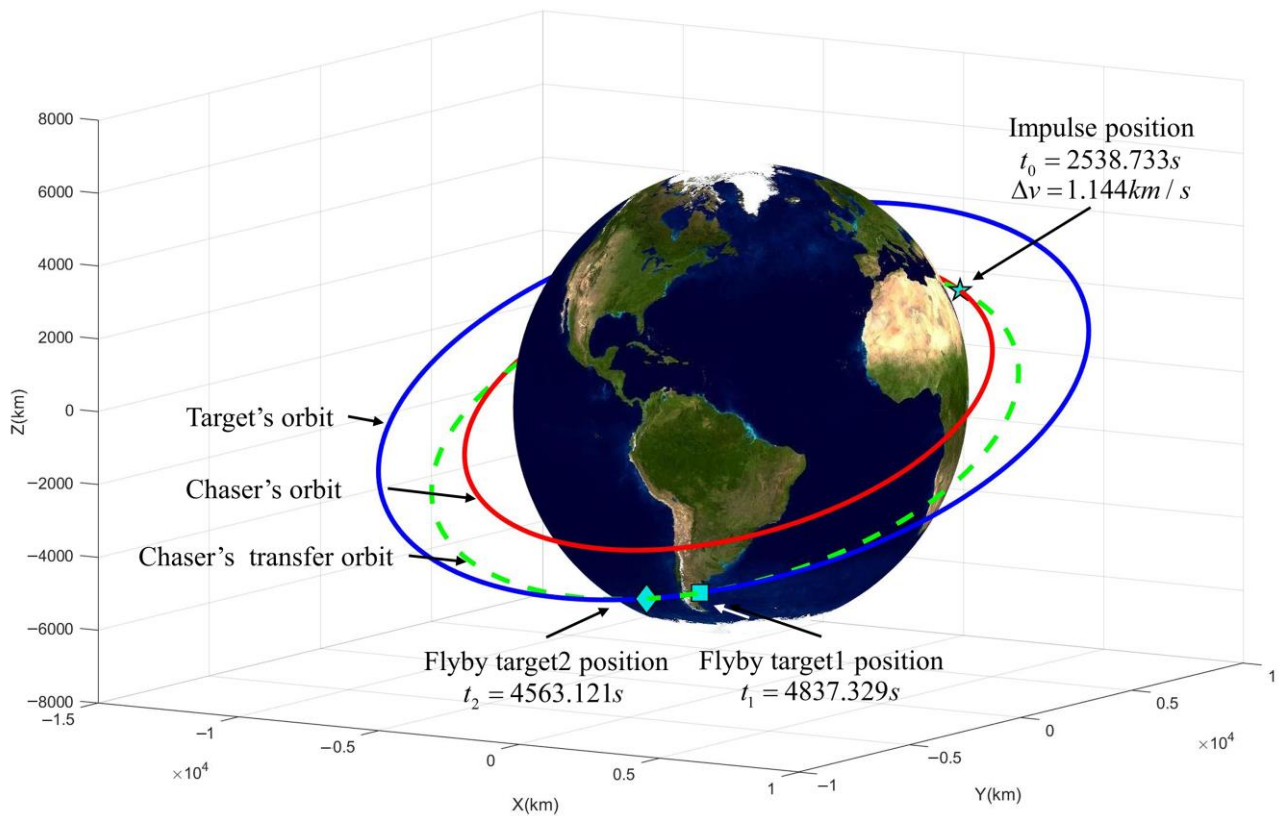 Impulse position
t₀ = 2538.733s
Δv = 1.144km / s
8000
6000
4000
2000
0
−2000
−4000
−6000
−8000
Z(km)
Target’s orbit
Chaser’s orbit
Chaser’s transfer orbit
Flyby target2 position
t₂ = 4563.121s
Flyby target1 position
t₁ = 4837.329s
−1.5
−1
−0.5
0
0.5
1
×10⁴
X(km)
−1
−0.5
0
0.5
1
×10⁴
Y(km)